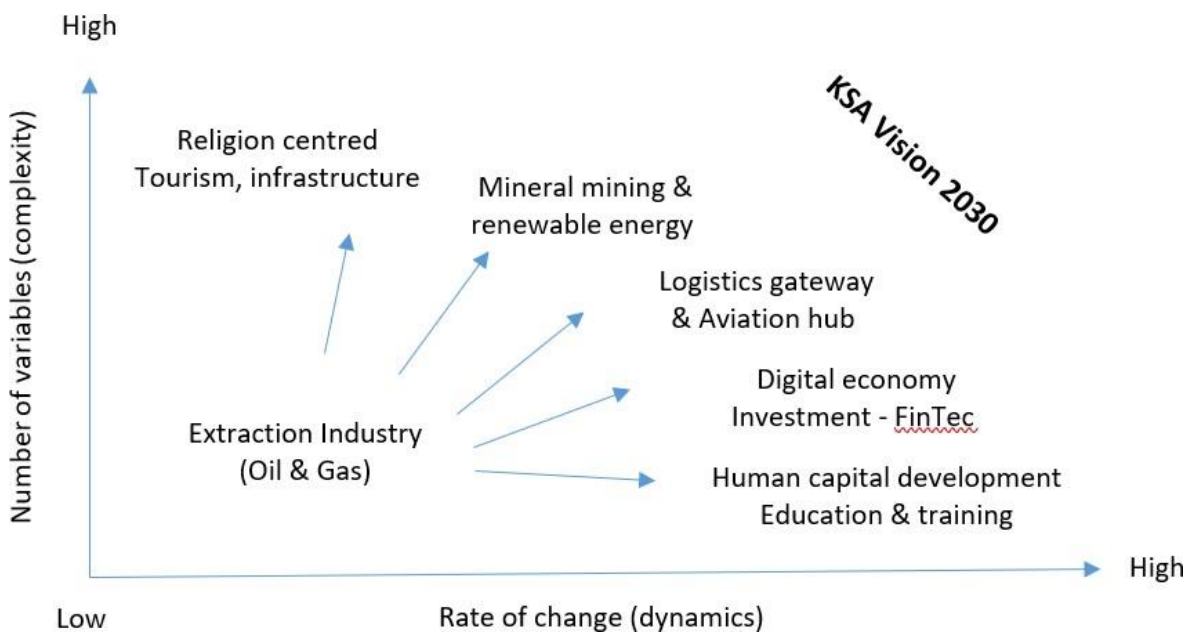 High
Number of variables (complexity)
KSA Vision 2030
Religion centred
Tourism, infrastructure
Mineral mining &
renewable energy
Logistics gateway
& Aviation hub
Digital economy
Investment - FinTec
Extraction Industry
(Oil & Gas)
Human capital development
Education & training
High
Low
Rate of change (dynamics)